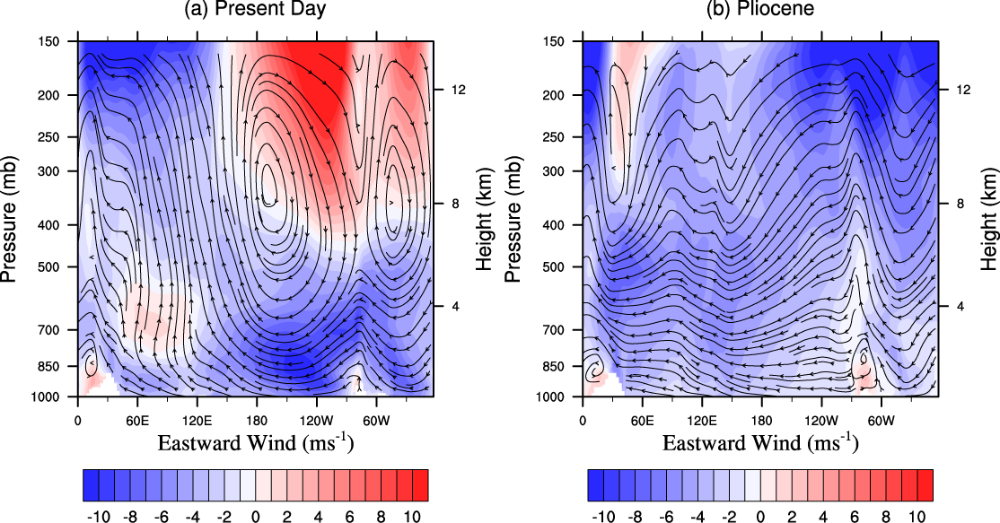 (a) Present Day
(b) Pliocene
Pressure (mb)
150
200
250
300
400
500
700
850
1000
12
8
4
Height (km)
0 60E 120E 180 120W 60W
Eastward Wind (ms-1)
-10 -8 -6 -4 -2 0 2 4 6 8 10
Pressure (mb)
150
200
250
300
400
500
700
850
1000
12
8
4
Height (km)
0 60E 120E 180 120W 60W
Eastward Wind (ms-1)
-10 -8 -6 -4 -2 0 2 4 6 8 10